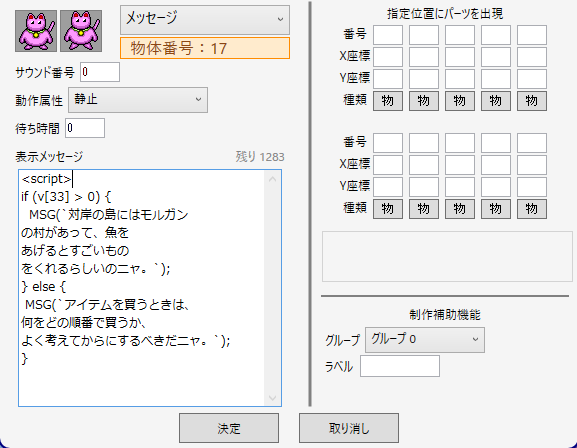 メッセージ
物体番号：17
サウンド番号 0
動作属性 静止
待ち時間 0
表示メッセージ 残り 1283
<script>
if (v[33] > 0) {
MSG(`対岸の島にはモルガン
の村があって、魚を
あげるとすごいもの
をくれるらしいのニャ。`);
} else {
MSG(`アイテムを買うときは、
何をどの順番で買うか、
よく考えてからにするべきだニャ。`);
}
指定位置にパーツを出現
番号
X座標
Y座標
種類 物 物 物 物 物
番号
X座標
Y座標
種類 物 物 物 物 物
制作補助機能
グループ グループ 0
ラベル
決定 取り消し